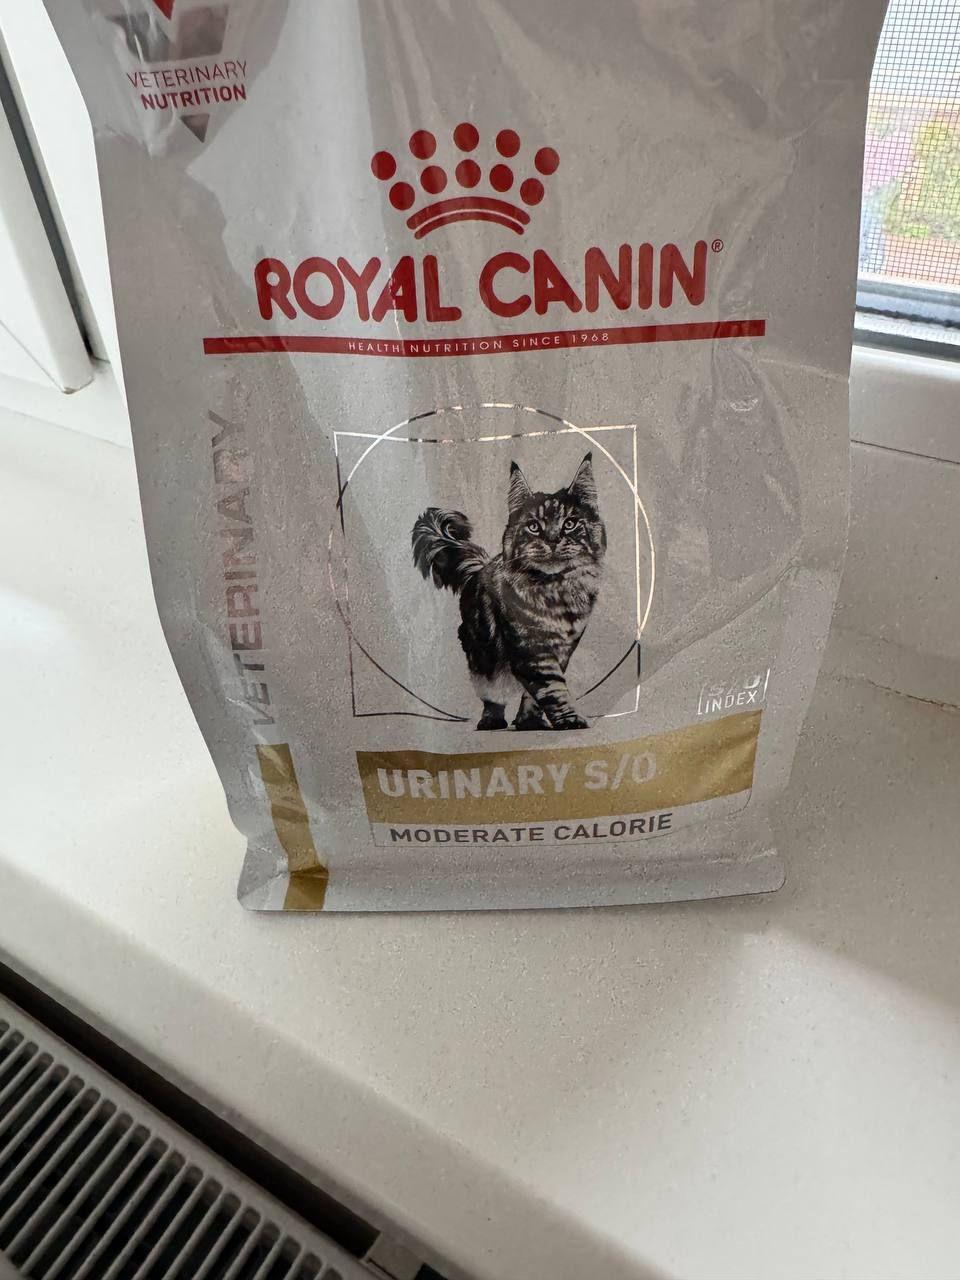 VETERINARY
NUTRITION
ROYAL CANIN®
HEALTH NUTRITION SINCE 1968
VETERINARY
S/O
INDEX
URINARY S/O
MODERATE CALORIE